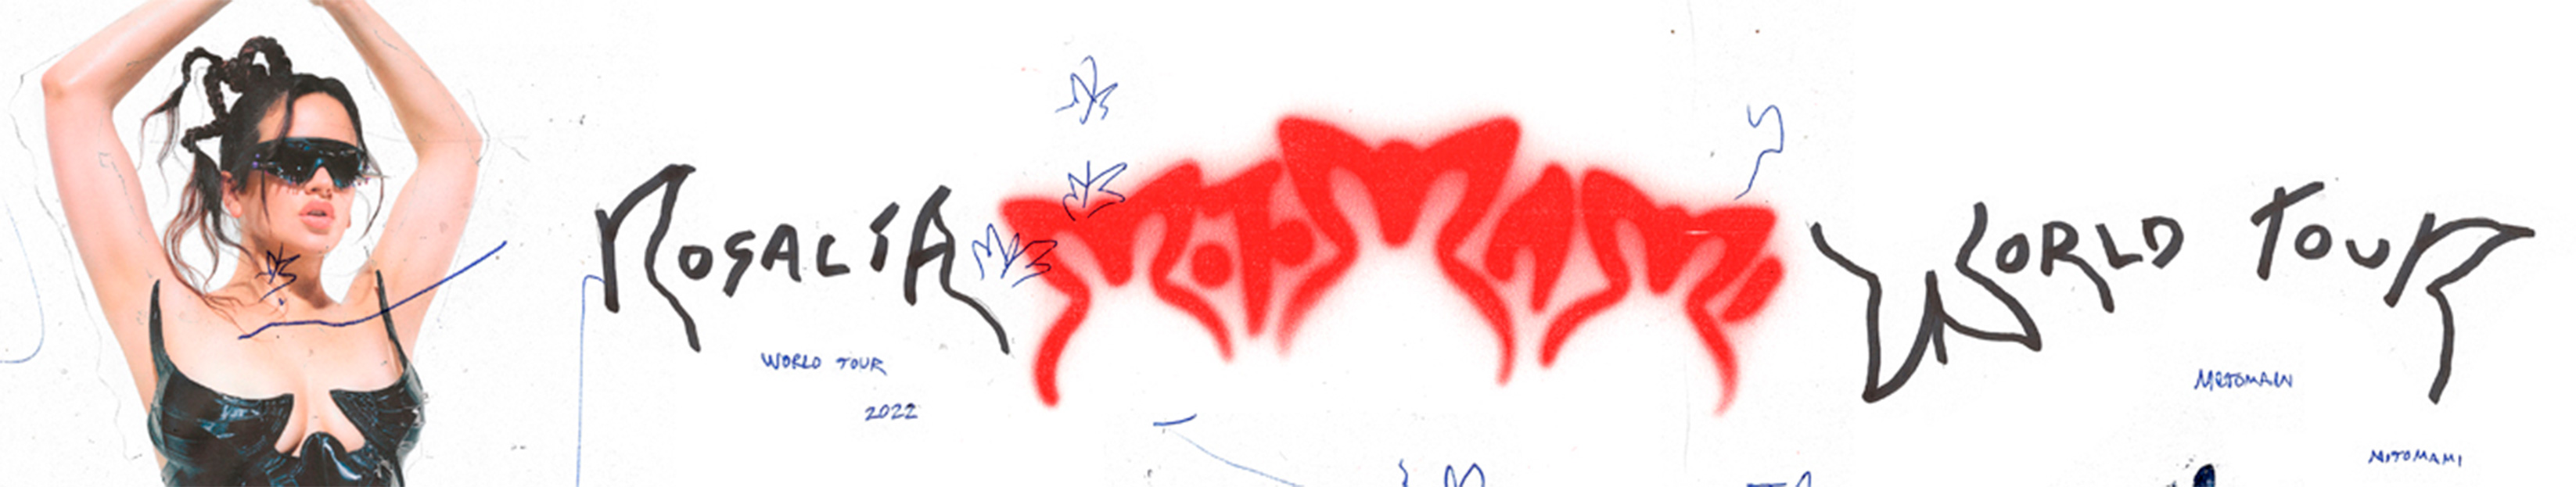 ROSALÍA MOTOMAMI WORLD TOUR
WORLD TOUR
2022
MOTOMAMI
MOTOMAMI